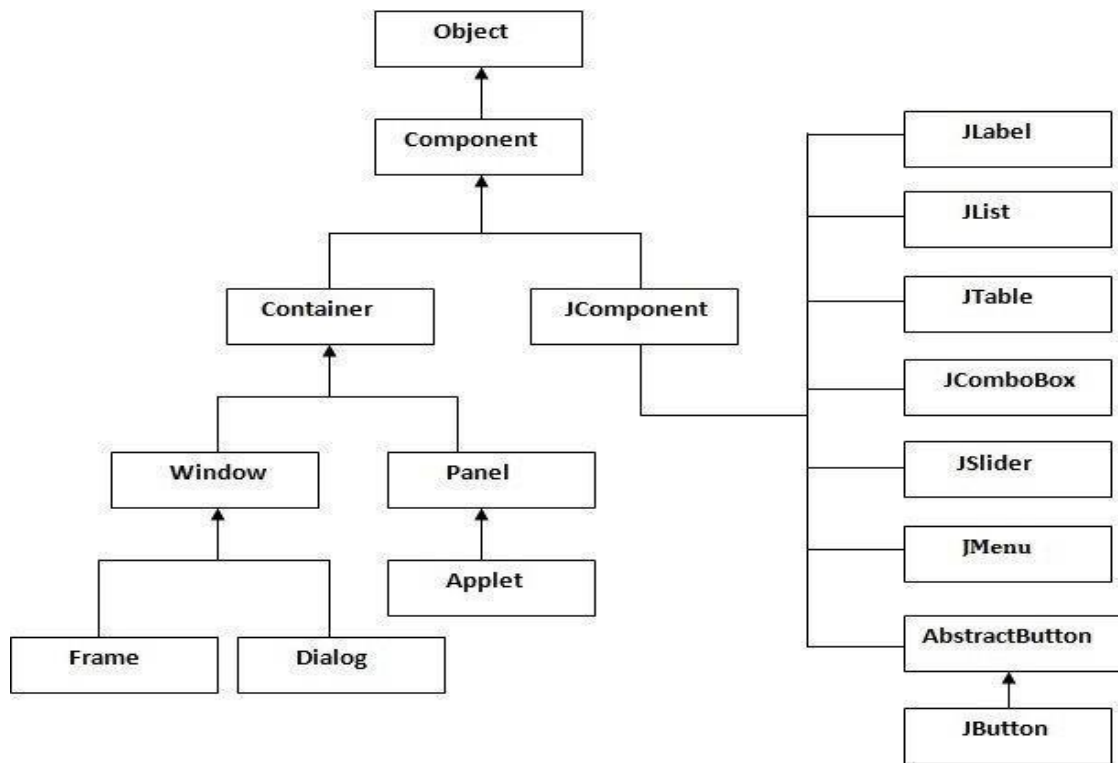 Object
Component
Container
JComponent
Window
Panel
Applet
Frame
Dialog
JLabel
JList
JTable
JComboBox
JSlider
JMenu
AbstractButton
JButton